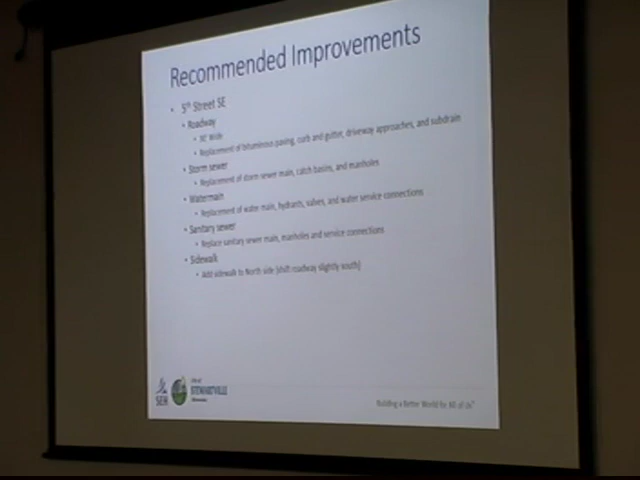 Recommended Improvements
• 5th Street SE
• Roadway
Wide
• Replacement of bituminous paving, curb and gutter, driveway approaches, and subdrain
• Storm sewer
• Replacement of storm sewer main, catch basins, and manholes
• Watermain
• Replacement of water main, hydrants, valves, and water service connections
• Sanitary sewer
• Replace sanitary sewer main, manholes and service connections
• Sidewalk
• Add sidewalk to North side (shift roadway slightly south)
SEH
City of
STEWARTVILLE
Building a Better World for All of Us®